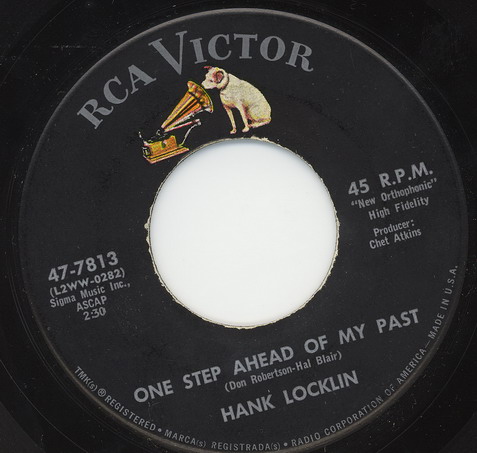 RCA VICTOR
45 R.P.M.
"New Orthophonic"
High Fidelity
Producer:
Chet Atkins
47-7813
(L2WW-0282)
Sigma Music Inc.,
ASCAP
2:30
ONE STEP AHEAD OF MY PAST
(Don Robertson-Hal Blair)
HANK LOCKLIN
TMK(s) ® REGISTERED • MARCA(s) REGISTRADA(s) • RADIO CORPORATION OF AMERICA — MADE IN U.S.A.